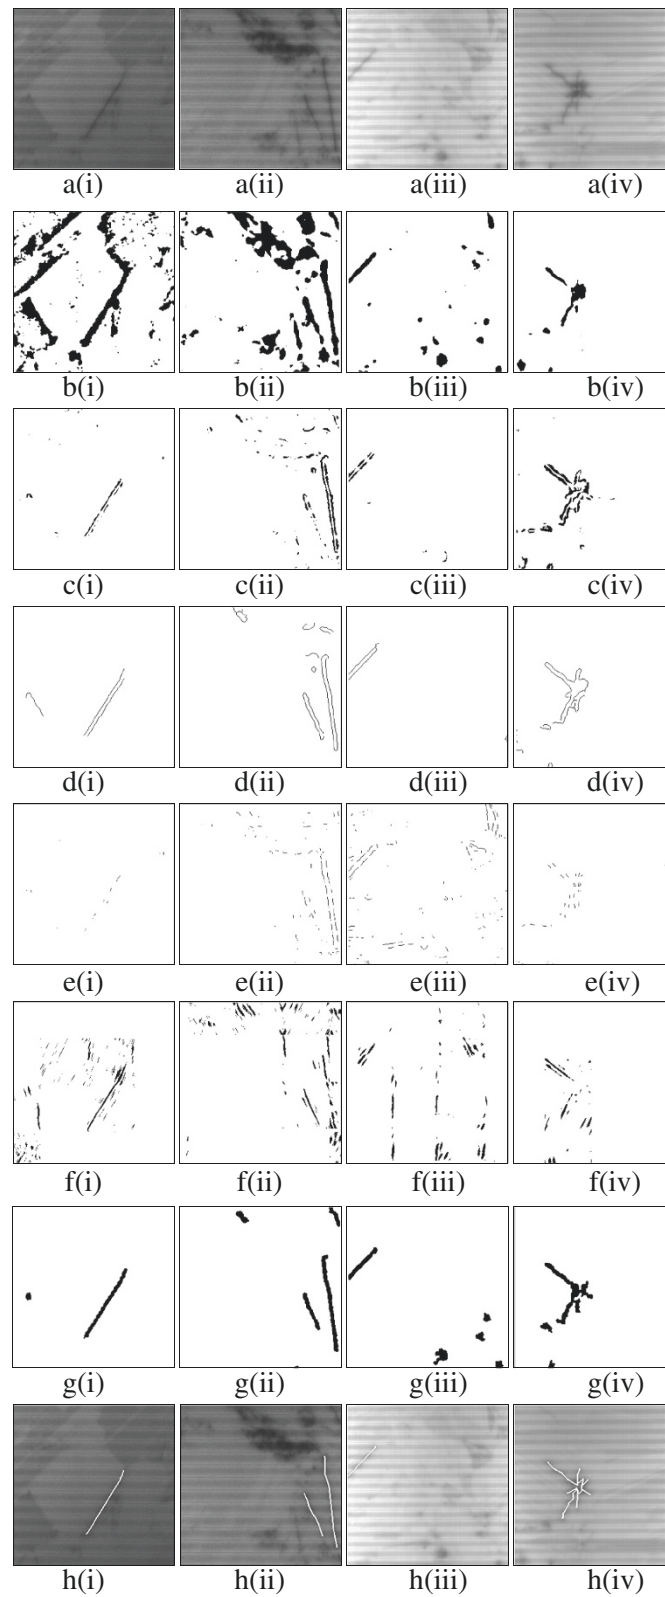 a(i) a(ii) a(iii) a(iv)
b(i) b(ii) b(iii) b(iv)
c(i) c(ii) c(iii) c(iv)
d(i) d(ii) d(iii) d(iv)
e(i) e(ii) e(iii) e(iv)
f(i) f(ii) f(iii) f(iv)
g(i) g(ii) g(iii) g(iv)
h(i) h(ii) h(iii) h(iv)